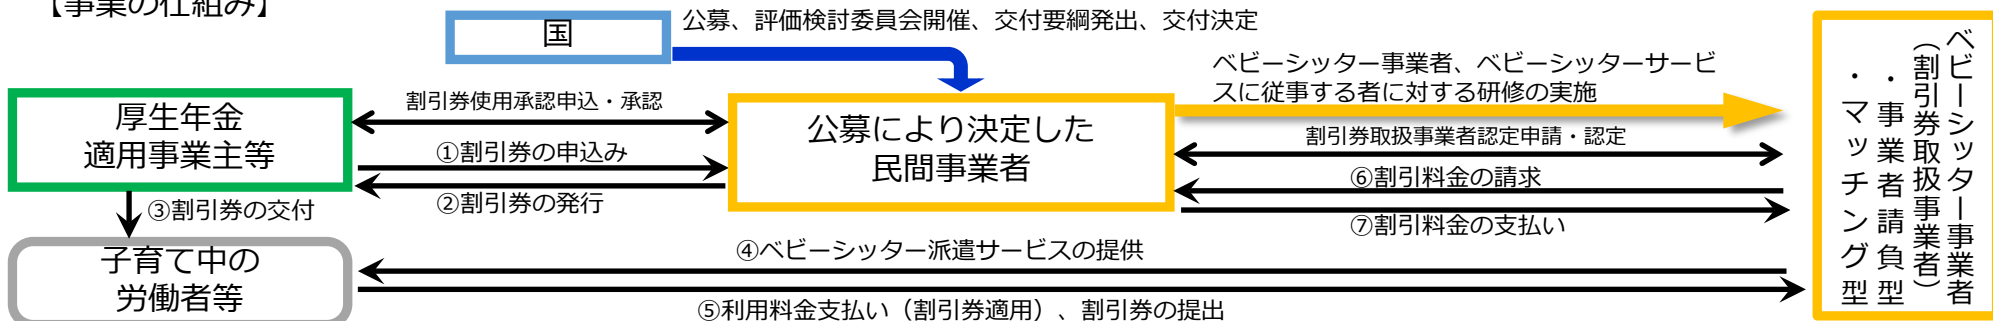 【事業の仕組み】
国
公募、評価検討委員会開催、交付要綱発出、交付決定
厚生年金
適用事業主等
割引券使用承認申込・承認
①割引券の申込み
②割引券の発行
公募により決定した
民間事業者
ベビーシッター事業者、ベビーシッターサービ
スに従事する者に対する研修の実施
割引券取扱事業者認定申請・認定
⑥割引料金の請求
⑦割引料金の支払い
ベビーシッター事業者
（割引券取扱事業者）
・事業者請負型
・マッチング型
③割引券の交付
子育て中の
労働者等
④ベビーシッター派遣サービスの提供
⑤利用料金支払い（割引券適用）、割引券の提出